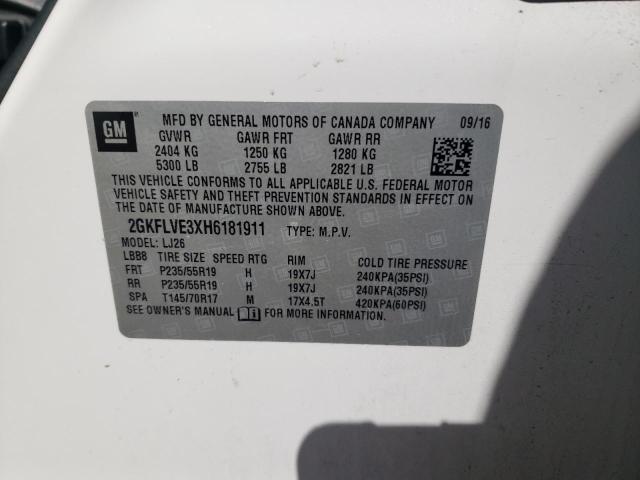 GM MFD BY GENERAL MOTORS OF CANADA COMPANY 09/16
GVWR GAWR FRT GAWR RR
2404 KG 1250 KG 1280 KG
5300 LB 2755 LB 2821 LB
THIS VEHICLE CONFORMS TO ALL APPLICABLE U.S. FEDERAL MOTOR
VEHICLE SAFETY AND THEFT PREVENTION STANDARDS IN EFFECT
ON THE DATE OF MANUFACTURE SHOWN ABOVE.
2GKFLVE3XH6181911 TYPE: M.P.V.
MODEL: LJ26
LBB8 TIRE SIZE SPEED RTG RIM COLD TIRE PRESSURE
FRT P235/55R19 H 19X7J 240KPA(35PSI)
RR P235/55R19 H 19X7J 240KPA(35PSI)
SPA T145/70R17 M 17X4.5T 420KPA(60PSI)
SEE OWNER'S MANUAL FOR MORE INFORMATION.